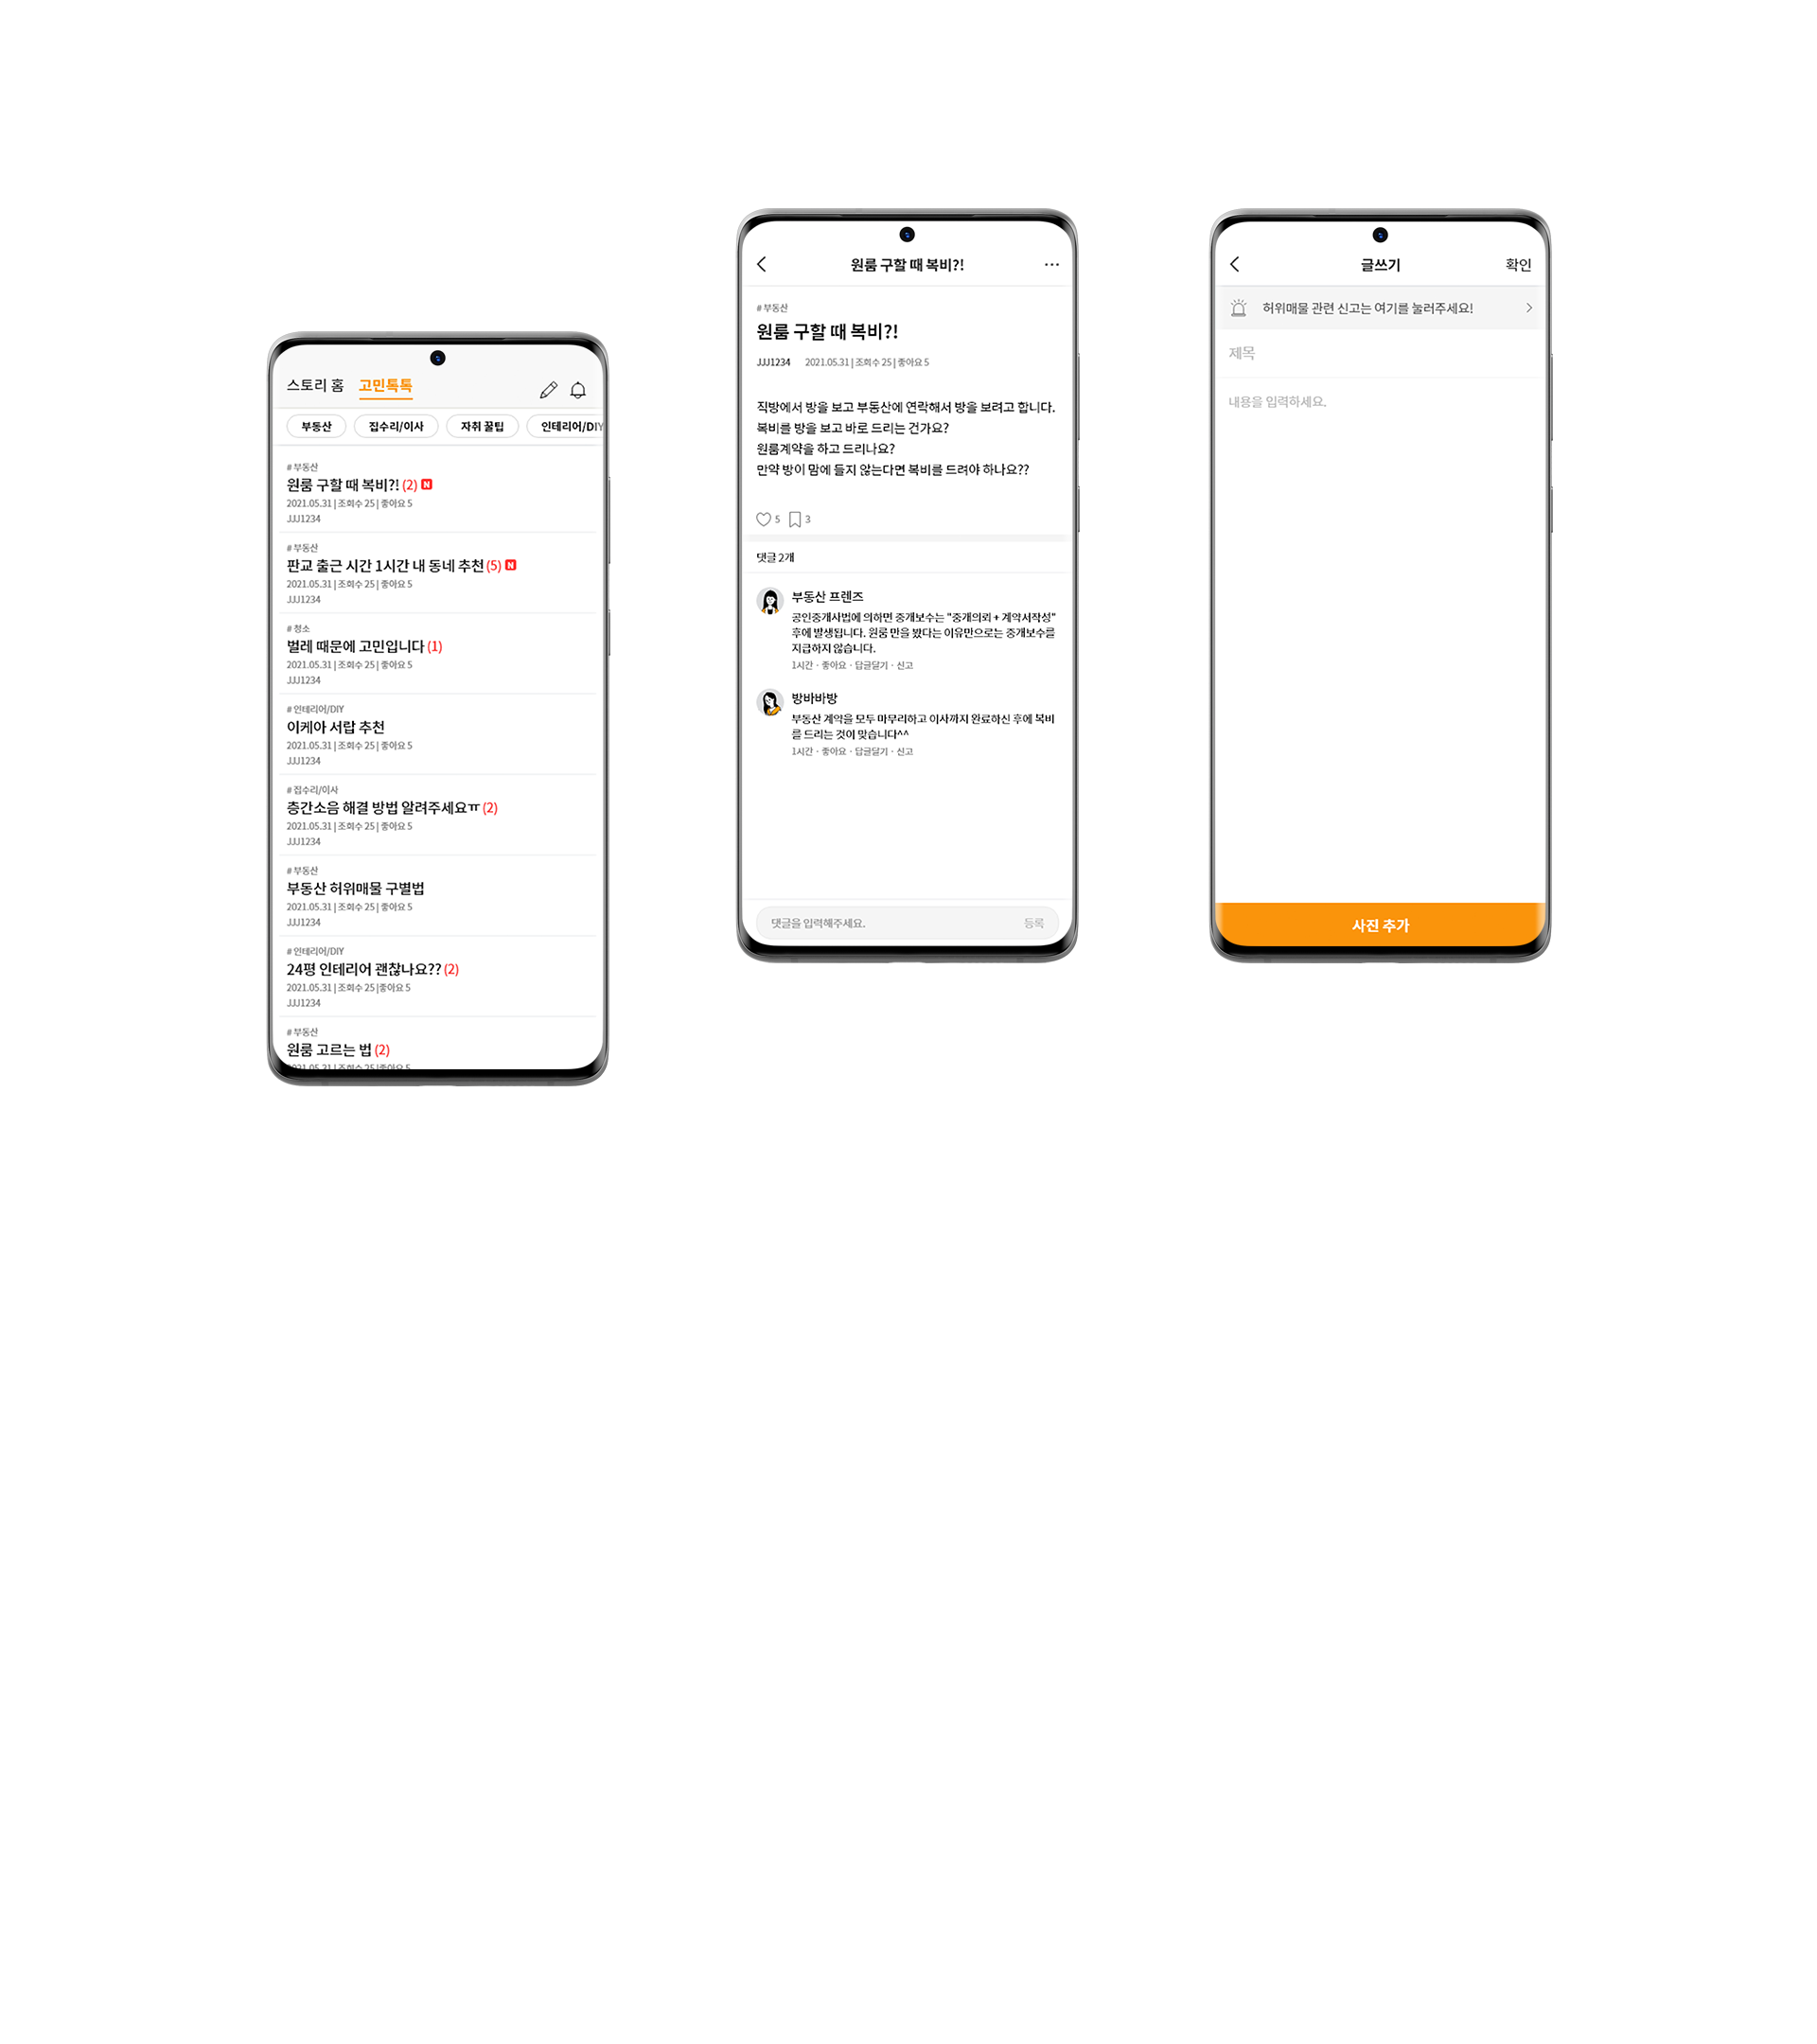 스토리 홈 고민톡톡
부동산 집수리/이사 자취 꿀팁 인테리어/DIY
# 부동산
원룸 구할 때 복비?! (2) N
2021.05.31 | 조회수 25 | 좋아요 5
JJJ1234
# 부동산
판교 출근 시간 1시간 내 동네 추천 (5) N
2021.05.31 | 조회수 25 | 좋아요 5
JJJ1234
# 청소
벌레 때문에 고민입니다 (1)
2021.05.31 | 조회수 25 | 좋아요 5
JJJ1234
# 인테리어/DIY
이케아 서랍 추천
2021.05.31 | 조회수 25 | 좋아요 5
JJJ1234
# 집수리/이사
층간소음 해결 방법 알려주세요ㅠ (2)
2021.05.31 | 조회수 25 | 좋아요 5
JJJ1234
# 부동산
부동산 허위매물 구별법
2021.05.31 | 조회수 25 | 좋아요 5
JJJ1234
# 인테리어/DIY
24평 인테리어 괜찮나요?? (2)
2021.05.31 | 조회수 25 |좋아요 5
JJJ1234
# 부동산
원룸 고르는 법 (2)
2021.05.31 | 조회수 25 |좋아요 5
원룸 구할 때 복비?!
# 부동산
원룸 구할 때 복비?!
JJJ1234 2021.05.31 | 조회수 25 | 좋아요 5
직방에서 방을 보고 부동산에 연락해서 방을 보려고 합니다.
복비를 방을 보고 바로 드리는 건가요?
원룸계약을 하고 드리나요?
만약 방이 맘에 들지 않는다면 복비를 드려야 하나요??
5 3
댓글 2개
부동산 프렌즈
공인중개사법에 의하면 중개보수는 "중개의뢰 + 계약서작성"
후에 발생됩니다. 원룸 만을 봤다는 이유만으로는 중개보수를
지급하지 않습니다.
1시간 · 좋아요 · 답글달기 · 신고
방바바방
부동산 계약을 모두 마무리하고 이사까지 완료하신 후에 복비
를 드리는 것이 맞습니다^^
1시간 · 좋아요 · 답글달기 · 신고
댓글을 입력해주세요. 등록
글쓰기 확인
허위매물 관련 신고는 여기를 눌러주세요!
제목
내용을 입력하세요.
사진 추가